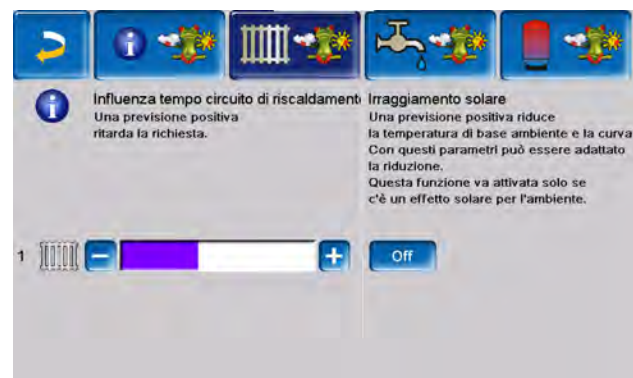 Influenza tempo circuito di riscaldament
Una previsione positiva
ritarda la richiesta.
Irraggiamento solare
Una previsione positiva riduce
la temperatura di base ambiente e la curva
Con questi parametri può essere adattato
la riduzione.
Questa funzione va attivata solo se
c'è un effetto solare per l'ambiente.
1
Off